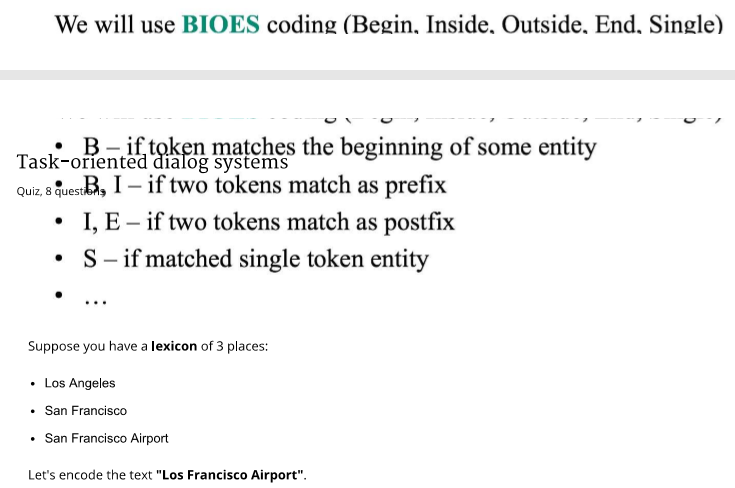 We will use BIOES coding (Begin, Inside, Outside, End, Single)
• B – if token matches the beginning of some entity
Task-oriented dialog systems
• B, I – if two tokens match as prefix
Quiz, 8 questions
• I, E – if two tokens match as postfix
• S – if matched single token entity
• ...
Suppose you have a lexicon of 3 places:
• Los Angeles
• San Francisco
• San Francisco Airport
Let's encode the text "Los Francisco Airport".